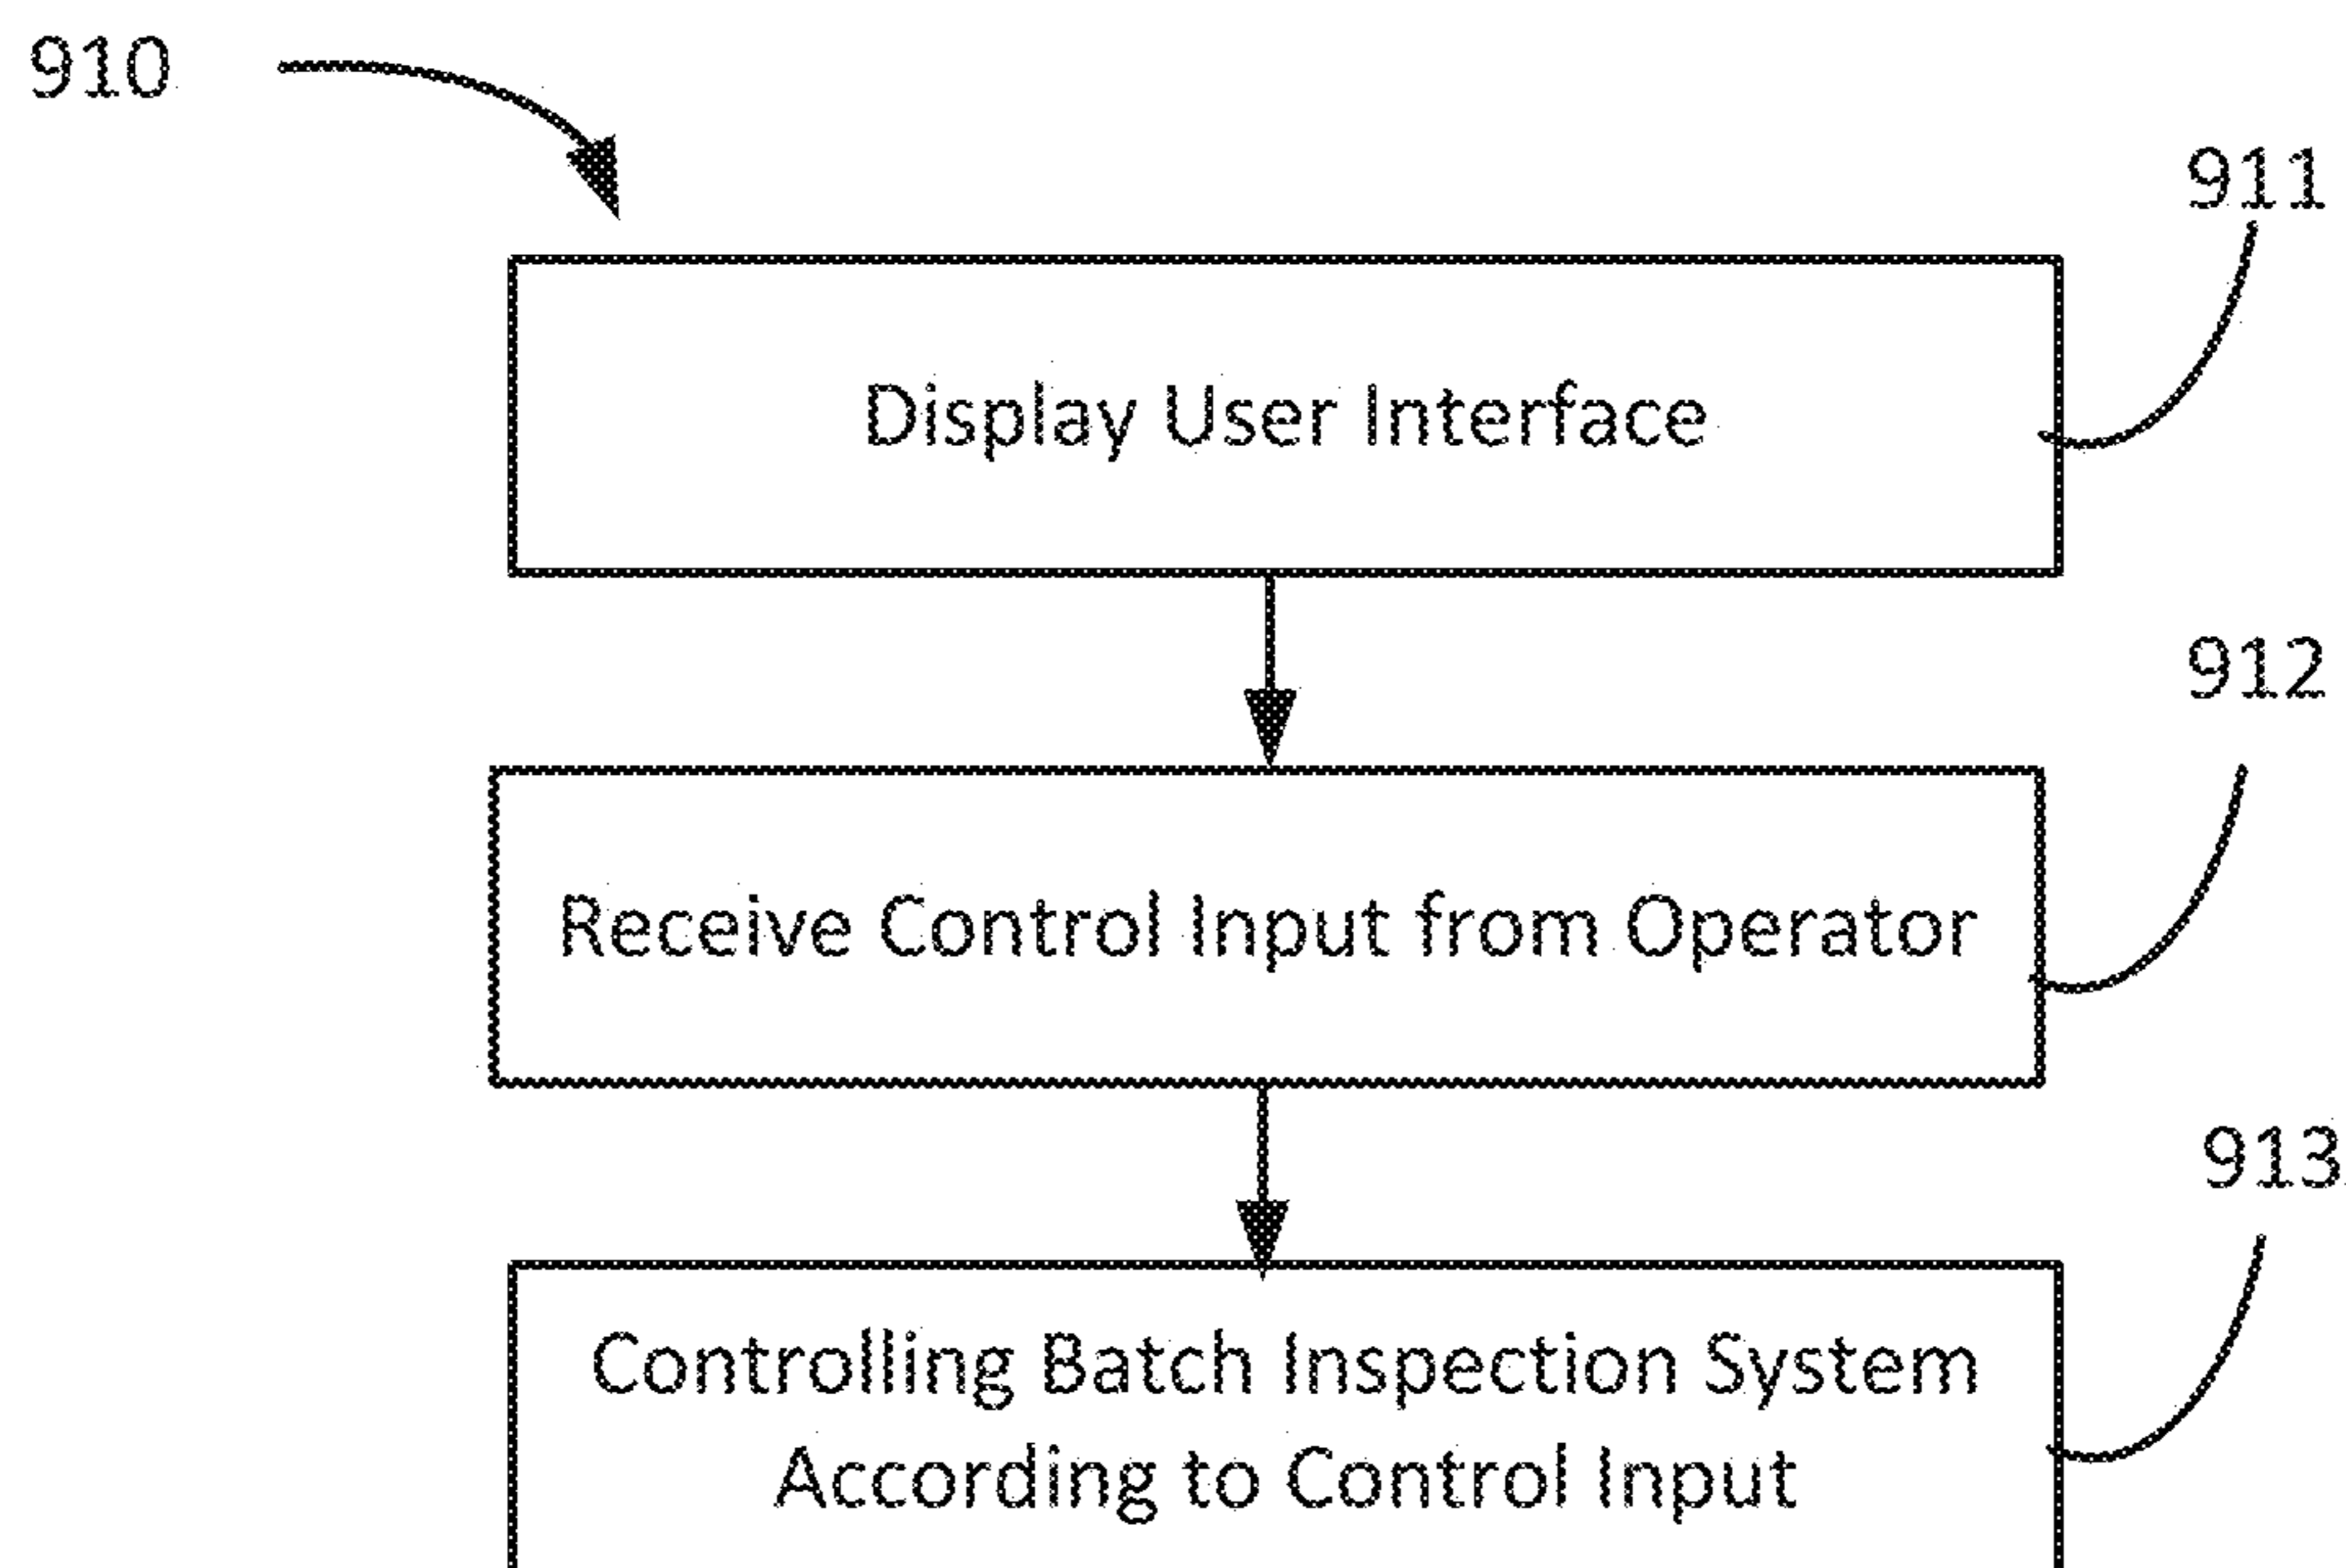 910
911
Display User Interface
912
Receive Control Input from Operator
913
Controlling Batch Inspection System
According to Control Input